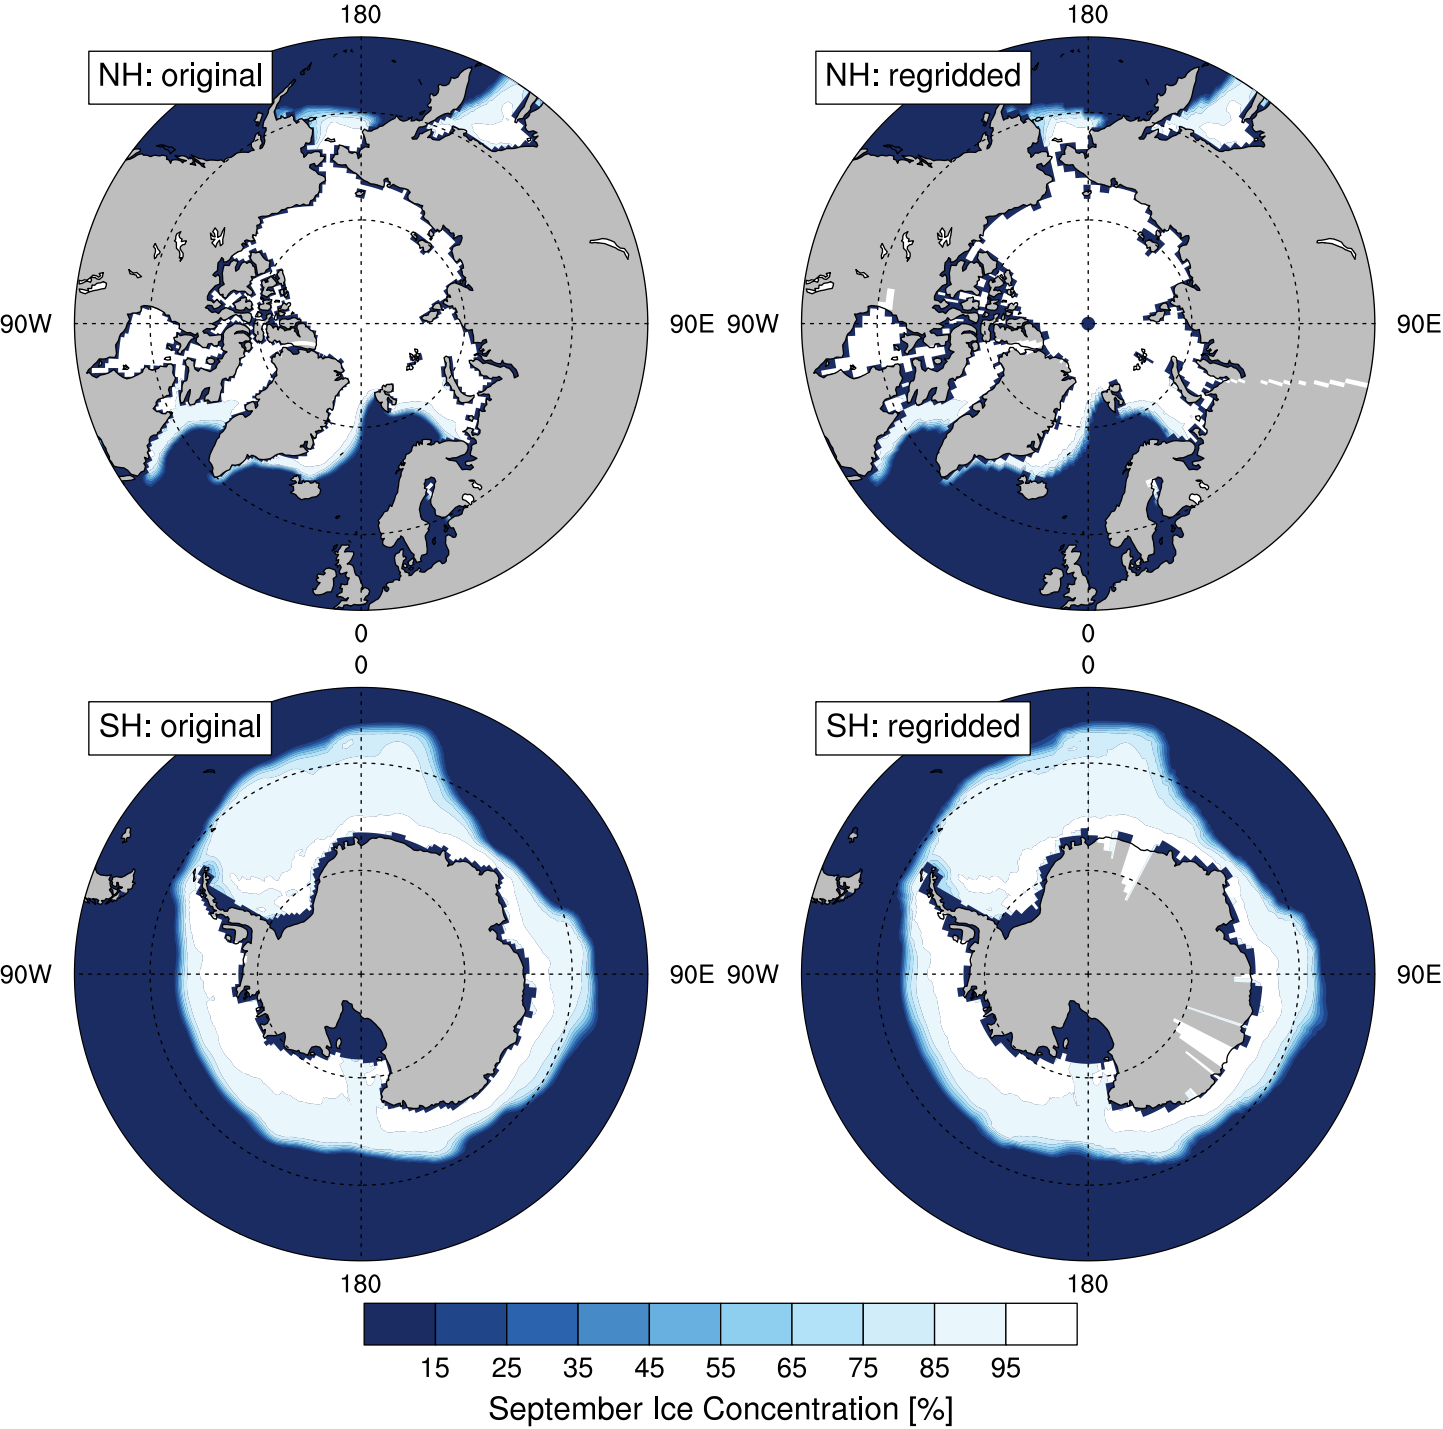 180 180
NH: original NH: regridded
90W 90E 90W 90E
0 0
0 0
SH: original SH: regridded
90W 90E 90W 90E
180 180
15 25 35 45 55 65 75 85 95
September Ice Concentration [%]